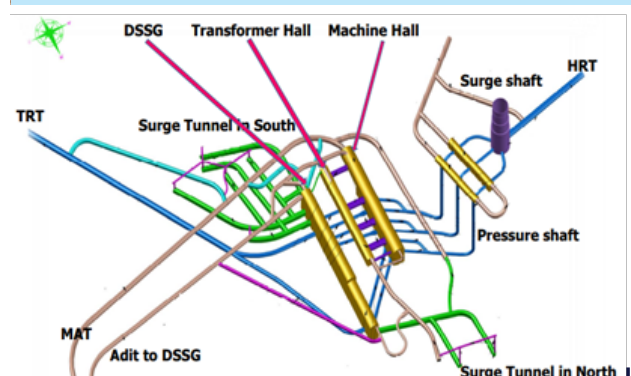 DSSG
Transformer Hall
Machine Hall
HRT
Surge shaft
TRT
Surge Tunnel in South
Pressure shaft
MAT
Adit to DSSG
Surge Tunnel in North